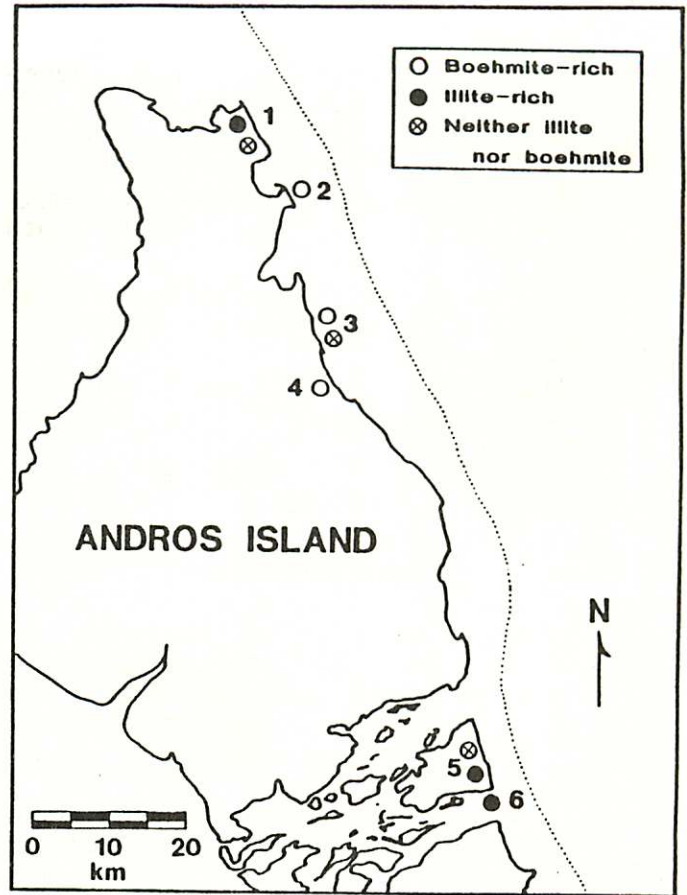 Boehmite-rich
Illite-rich
Neither illite
nor boehmite
1
2
3
4
ANDROS ISLAND
N
5
6
0 20
km